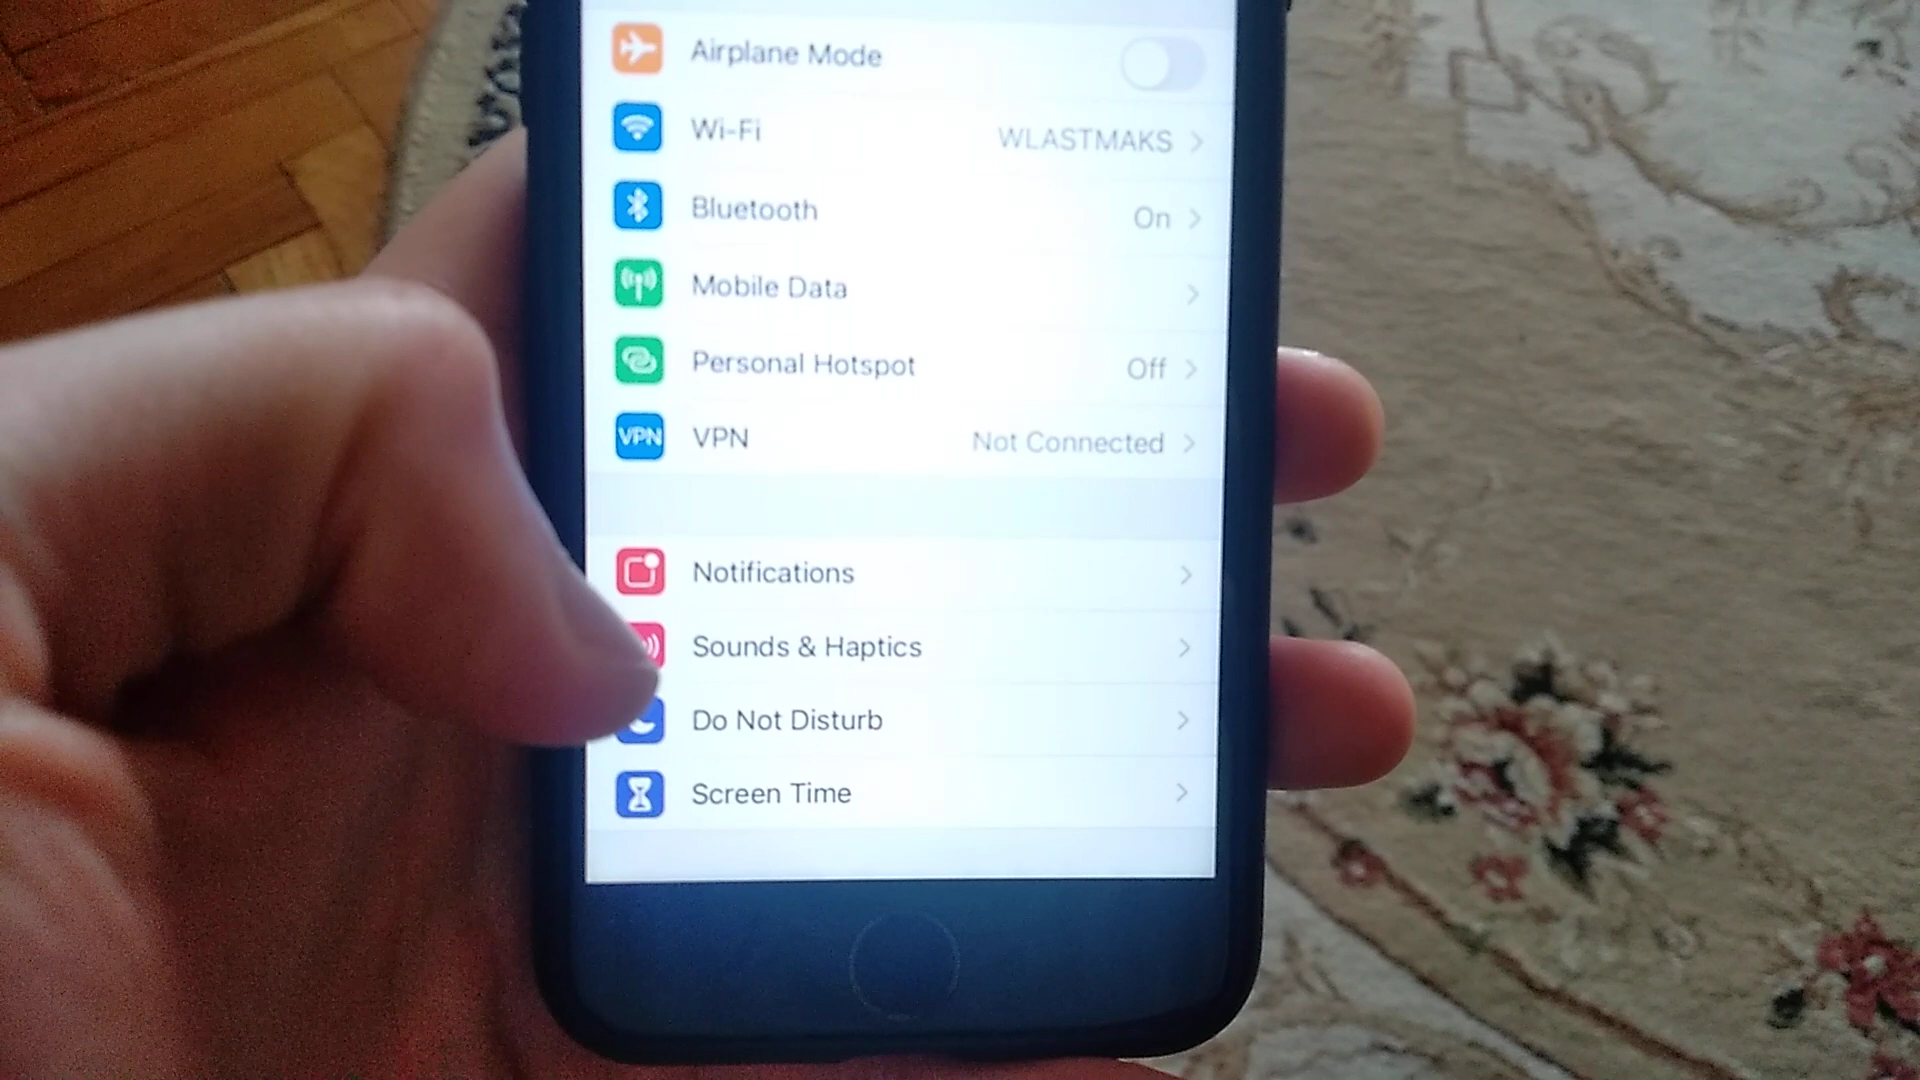 Airplane Mode
Wi-Fi WLASTMAKS
Bluetooth On
Mobile Data
Personal Hotspot Off
VPN VPN Not Connected
Notifications
Sounds & Haptics
Do Not Disturb
Screen Time